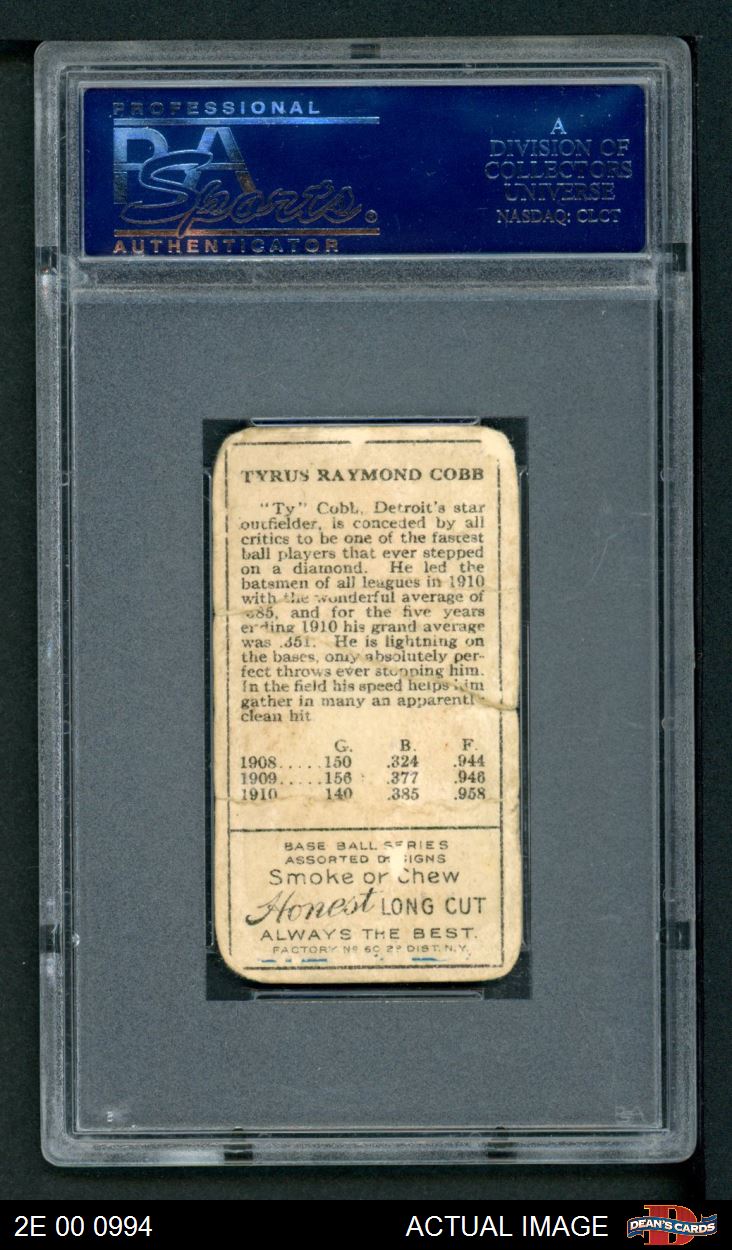 PROFESSIONAL
PSA
Sports
AUTHENTICATOR
A
DIVISION OF
COLLECTORS
UNIVERSE
NASDAQ: CLCT
TYRUS RAYMOND COBB
"Ty" Cobb, Detroit's star
outfielder, is conceded by all
critics to be one of the fastest
ball players that ever stepped
on a diamond. He led the
batsmen of all leagues in 1910
with the wonderful average of
.385, and for the five years
ending 1910 his grand average
was .351. He is lightning on
the bases, only absolutely per-
fect throws ever stopping him.
In the field his speed helps him
gather in many an apparent
clean hit
G. B. F.
1908.....150 .324 .944
1909.....156 .377 .946
1910 140 .385 .958
BASE BALL SERIES
ASSORTED DESIGNS
Smoke or Chew
Honest LONG CUT
ALWAYS THE BEST.
FACTORY Nº 60 2º DIST. N.Y.
2E 00 0994
ACTUAL IMAGE
DEAN'S CARDS